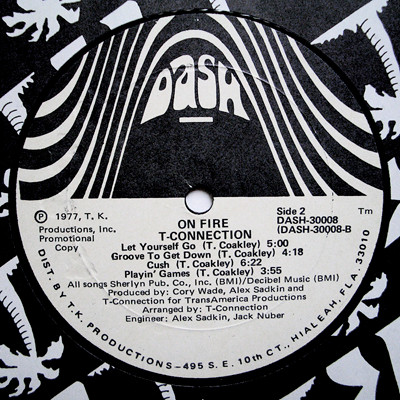 DASH
℗ 1977, T. K.
Productions, Inc.
Promotional
Copy
Side 2
DASH-30008
(DASH-30008-B
Tm
ON FIRE
T-CONNECTION
Let Yourself Go (T. Coakley) 5:00
Groove To Get Down (T. Coakley) 4:18
Cush (T. Coakley) 6:22
Playin' Games (T. Coakley) 3:55
All songs Sherlyn Pub. Co., Inc. (BMI)/Decibel Music (BMI)
Produced by: Cory Wade, Alex Sadkin and
T-Connection for TransAmerica Productions
Arranged by: T-Connection
Engineer: Alex Sadkin, Jack Nuber
DIST. BY T.K. PRODUCTIONS-495 S.E. 10th CT., HIALEAH, FLA. 33010